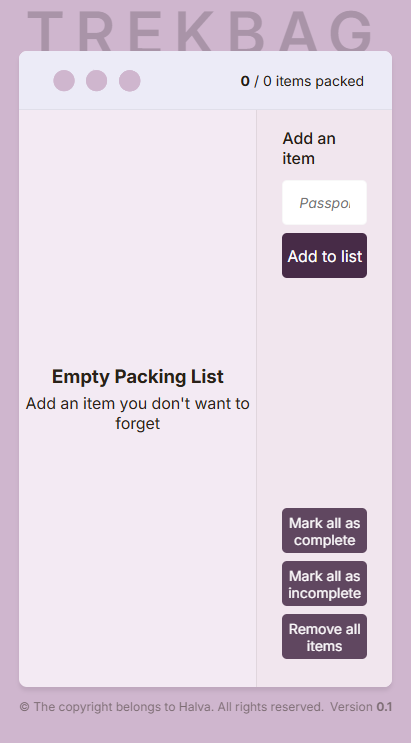 TREKBAG
0 / 0 items packed
Add an
item
Passpo
Add to list
Empty Packing List
Add an item you don't want to
forget
Mark all as
complete
Mark all as
incomplete
Remove all
items
© The copyright belongs to Halva. All rights reserved. Version 0.1